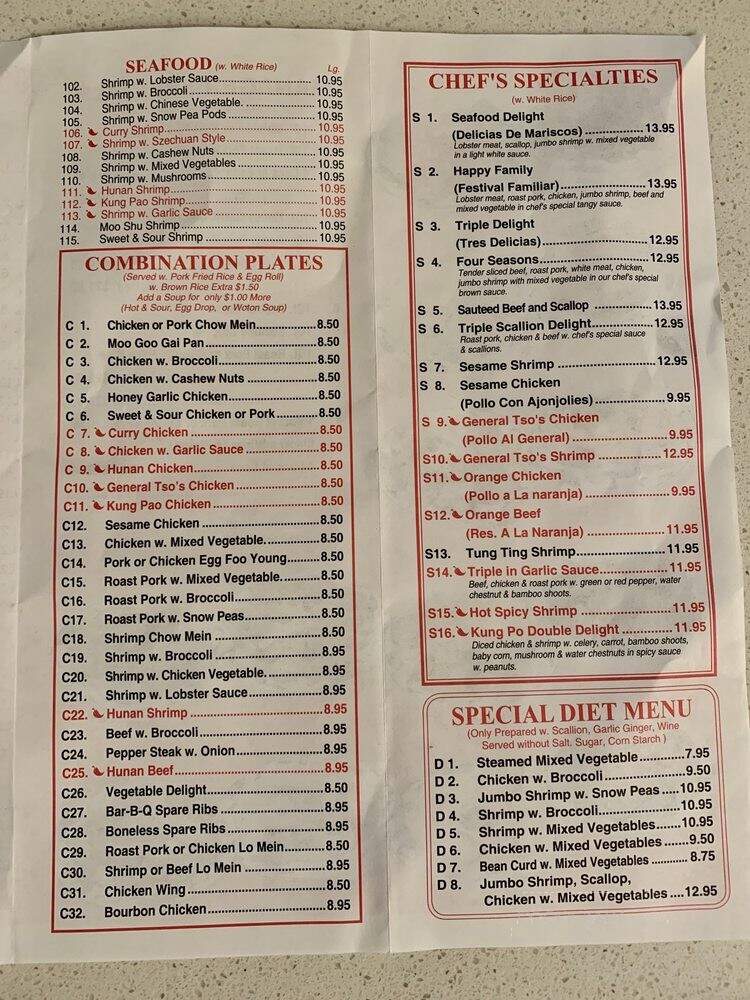 SEAFOOD (w. White Rice)
Lg.
102. Shrimp w. Lobster Sauce.......... 10.95
103. Shrimp w. Broccoli.......... 10.95
104. Shrimp w. Chinese Vegetable. .......... 10.95
105. Shrimp w. Snow Pea Pods .......... 10.95
106. Curry Shrimp.......... 10.95
107. Shrimp w. Szechuan Style.......... 10.95
108. Shrimp w. Cashew Nuts .......... 10.95
109. Shrimp w. Mixed Vegetables .......... 10.95
110. Shrimp w. Mushrooms.......... 10.95
111. Hunan Shrimp.......... 10.95
112. Kung Pao Shrimp.......... 10.95
113. Shrimp w. Garlic Sauce .......... 10.95
114. Moo Shu Shrimp.......... 10.95
115. Sweet & Sour Shrimp .......... 10.95
COMBINATION PLATES
(Served w. Pork Fried Rice & Egg Roll)
w. Brown Rice Extra $1.50
Add a Soup for only $1.00 More
(Hot & Sour, Egg Drop, or Woton Soup)
C 1. Chicken or Pork Chow Mein..........8.50
C 2. Moo Goo Gai Pan..........8.50
C 3. Chicken w. Broccoli..........8.50
C 4. Chicken w. Cashew Nuts ..........8.50
C 5. Honey Garlic Chicken..........8.50
C 6. Sweet & Sour Chicken or Pork..........8.50
C 7. Curry Chicken ..........8.50
C 8. Chicken w. Garlic Sauce ..........8.50
C 9. Hunan Chicken..........8.50
C10. General Tso's Chicken ..........8.50
C11. Kung Pao Chicken ..........8.50
C12. Sesame Chicken ..........8.50
C13. Chicken w. Mixed Vegetable..........8.50
C14. Pork or Chicken Egg Foo Young..........8.50
C15. Roast Pork w. Mixed Vegetable..........8.50
C16. Roast Pork w. Broccoli..........8.50
C17. Roast Pork w. Snow Peas..........8.50
C18. Shrimp Chow Mein ..........8.50
C19. Shrimp w. Broccoli ..........8.95
C20. Shrimp w. Chicken Vegetable..........8.95
C21. Shrimp w. Lobster Sauce..........8.95
C22. Hunan Shrimp ..........8.95
C23. Beef w. Broccoli..........8.95
C24. Pepper Steak w. Onion..........8.95
C25. Hunan Beef..........8.95
C26. Vegetable Delight..........8.50
C27. Bar-B-Q Spare Ribs ..........8.95
C28. Boneless Spare Ribs ..........8.95
C29. Roast Pork or Chicken Lo Mein..........8.50
C30. Shrimp or Beef Lo Mein ..........8.95
C31. Chicken Wing..........8.50
C32. Bourbon Chicken..........8.95
CHEF'S SPECIALTIES
(w. White Rice)
S 1. Seafood Delight
(Delicias De Mariscos) ..........13.95
Lobster meat, scallop, jumbo shrimp w. mixed vegetable
in a light white sauce.
S 2. Happy Family
(Festival Familiar)..........13.95
Lobster meat, roast pork, chicken, jumbo shrimp, beef and
mixed vegetable in chef's special tangy sauce.
S 3. Triple Delight
(Tres Delicias)..........12.95
S 4. Four Seasons..........12.95
Tender sliced beef, roast pork, white meat, chicken,
jumbo shrimp with mixed vegetable in our chef's special
brown sauce.
S 5. Sauteed Beef and Scallop ..........13.95
S 6. Triple Scallion Delight..........12.95
Roast pork, chicken & beef w. chef's special sauce
& scallions.
S 7. Sesame Shrimp ..........12.95
S 8. Sesame Chicken
(Pollo Con Ajonjolies) ..........9.95
S 9. General Tso's Chicken
(Pollo Al General) ..........9.95
S10. General Tso's Shrimp ..........12.95
S11. Orange Chicken
(Pollo a La naranja) ..........9.95
S12. Orange Beef
(Res. A La Naranja) ..........11.95
S13. Tung Ting Shrimp..........11.95
S14. Triple in Garlic Sauce..........11.95
Beef, chicken & roast pork w. green or red pepper, water
chestnut & bamboo shoots.
S15. Hot Spicy Shrimp ..........11.95
S16. Kung Po Double Delight ..........11.95
Diced chicken & shrimp w. celery, carrot, bamboo shoots,
baby corn, mushroom & water chestnuts in spicy sauce
w. peanuts.
SPECIAL DIET MENU
(Only Prepared w. Scallion, Garlic Ginger, Wine
Served without Salt. Sugar, Corn Starch )
D 1. Steamed Mixed Vegetable..........7.95
D 2. Chicken w. Broccoli..........9.50
D 3. Jumbo Shrimp w. Snow Peas .....10.95
D 4. Shrimp w. Broccoli..........10.95
D 5. Shrimp w. Mixed Vegetables.......10.95
D 6. Chicken w. Mixed Vegetables ......9.50
D 7. Bean Curd w. Mixed Vegetables .......... 8.75
D 8. Jumbo Shrimp, Scallop,
Chicken w. Mixed Vegetables ....12.95